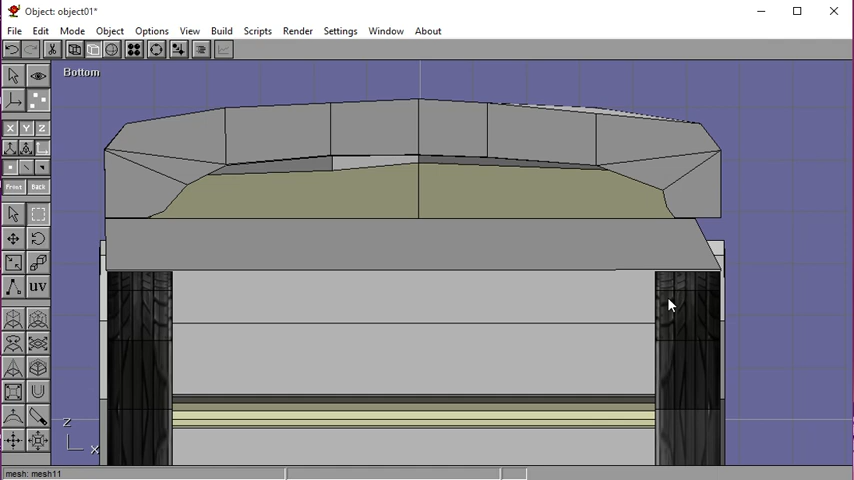 Object: object01*
File Edit Mode Object Options View Build Scripts Render Settings Window About
Bottom
X Y Z
Front Back
uv
Z
X
mesh: mesh11